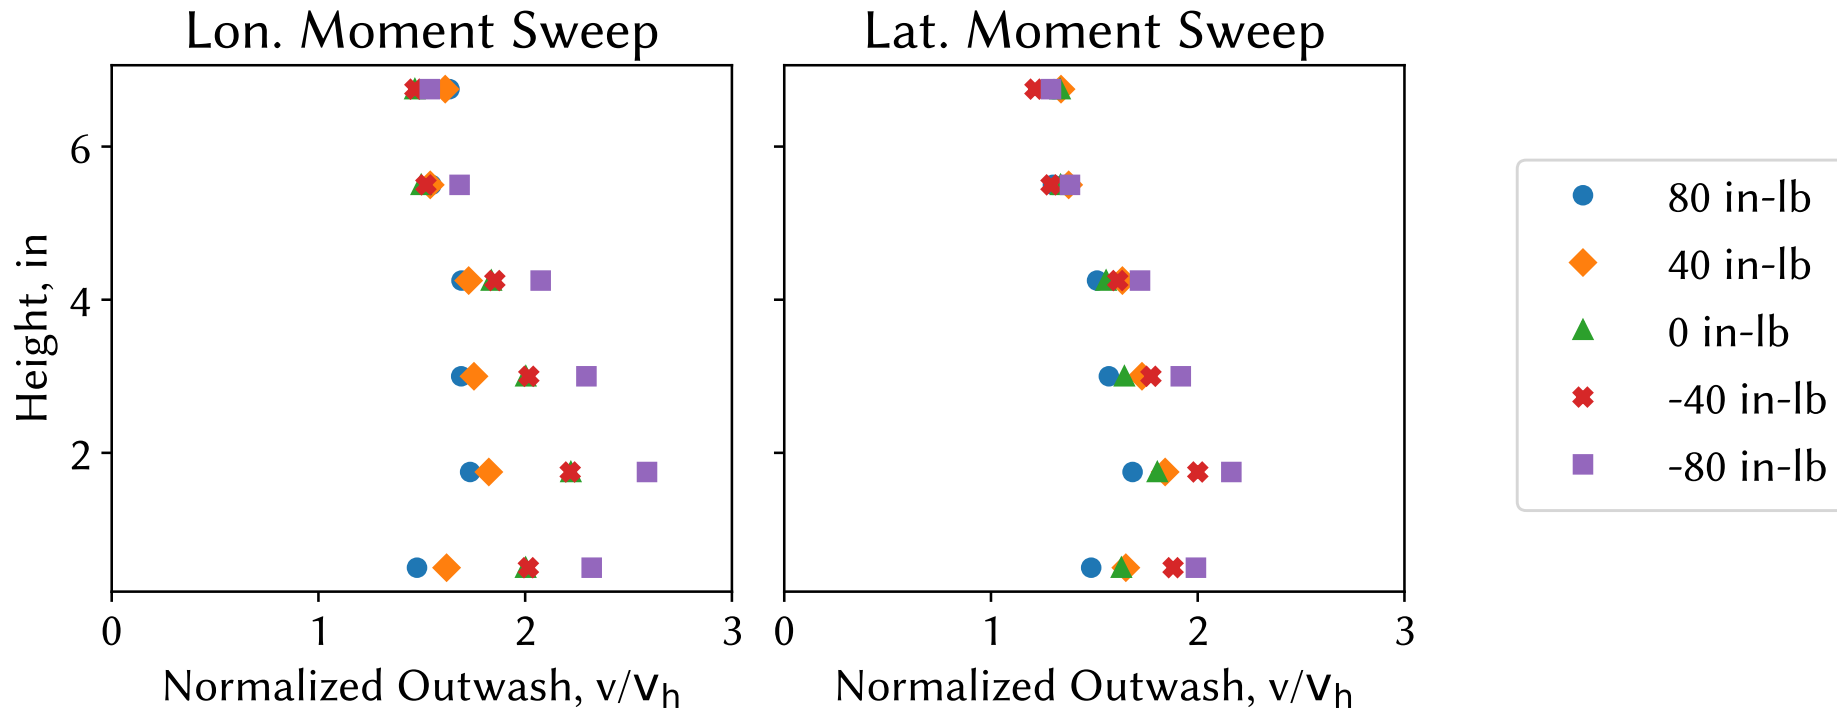 Lon. Moment Sweep
Lat. Moment Sweep
Height, in
6
4
2
0 1 2 3
0 1 2 3
Normalized Outwash, v/vₕ
Normalized Outwash, v/vₕ
80 in-lb
40 in-lb
0 in-lb
-40 in-lb
-80 in-lb